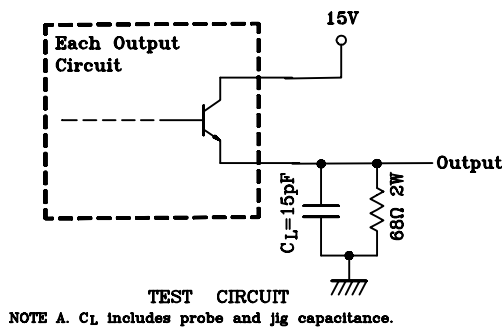 15V
Each Output
Circuit
Output
CL=15pF
68Ω 2W
TEST CIRCUIT
NOTE A. CL includes probe and jig capacitance.